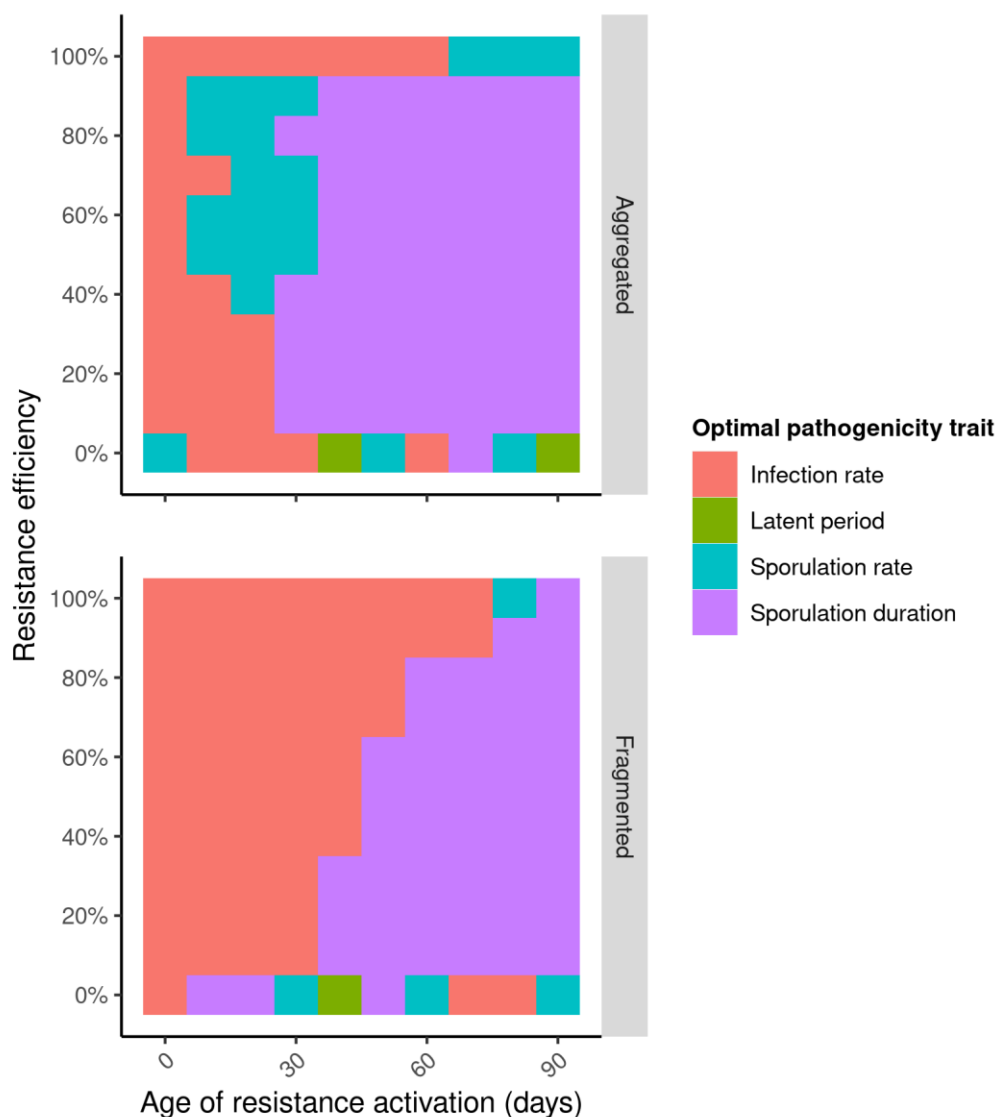 Resistance efficiency
100%
80%
60%
40%
20%
0%
Aggregated
100%
80%
60%
40%
20%
0%
Fragmented
0
30
60
90
Age of resistance activation (days)
Optimal pathogenicity trait
Infection rate
Latent period
Sporulation rate
Sporulation duration